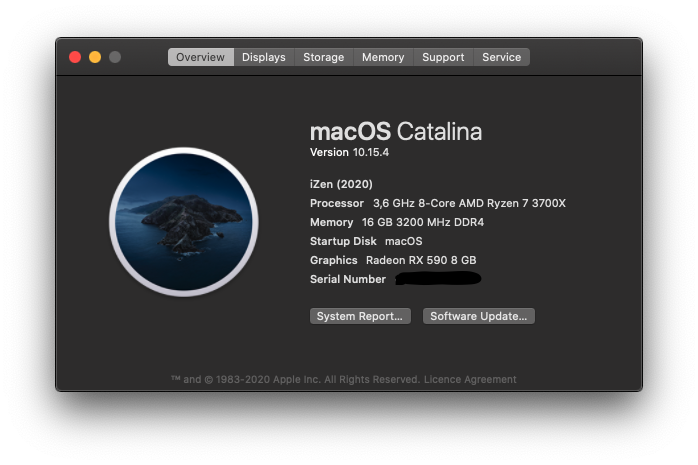 Overview Displays Storage Memory Support Service
macOS Catalina
Version 10.15.4
iZen (2020)
Processor 3,6 GHz 8-Core AMD Ryzen 7 3700X
Memory 16 GB 3200 MHz DDR4
Startup Disk macOS
Graphics Radeon RX 590 8 GB
Serial Number
System Report... Software Update...
™ and © 1983-2020 Apple Inc. All Rights Reserved. Licence Agreement